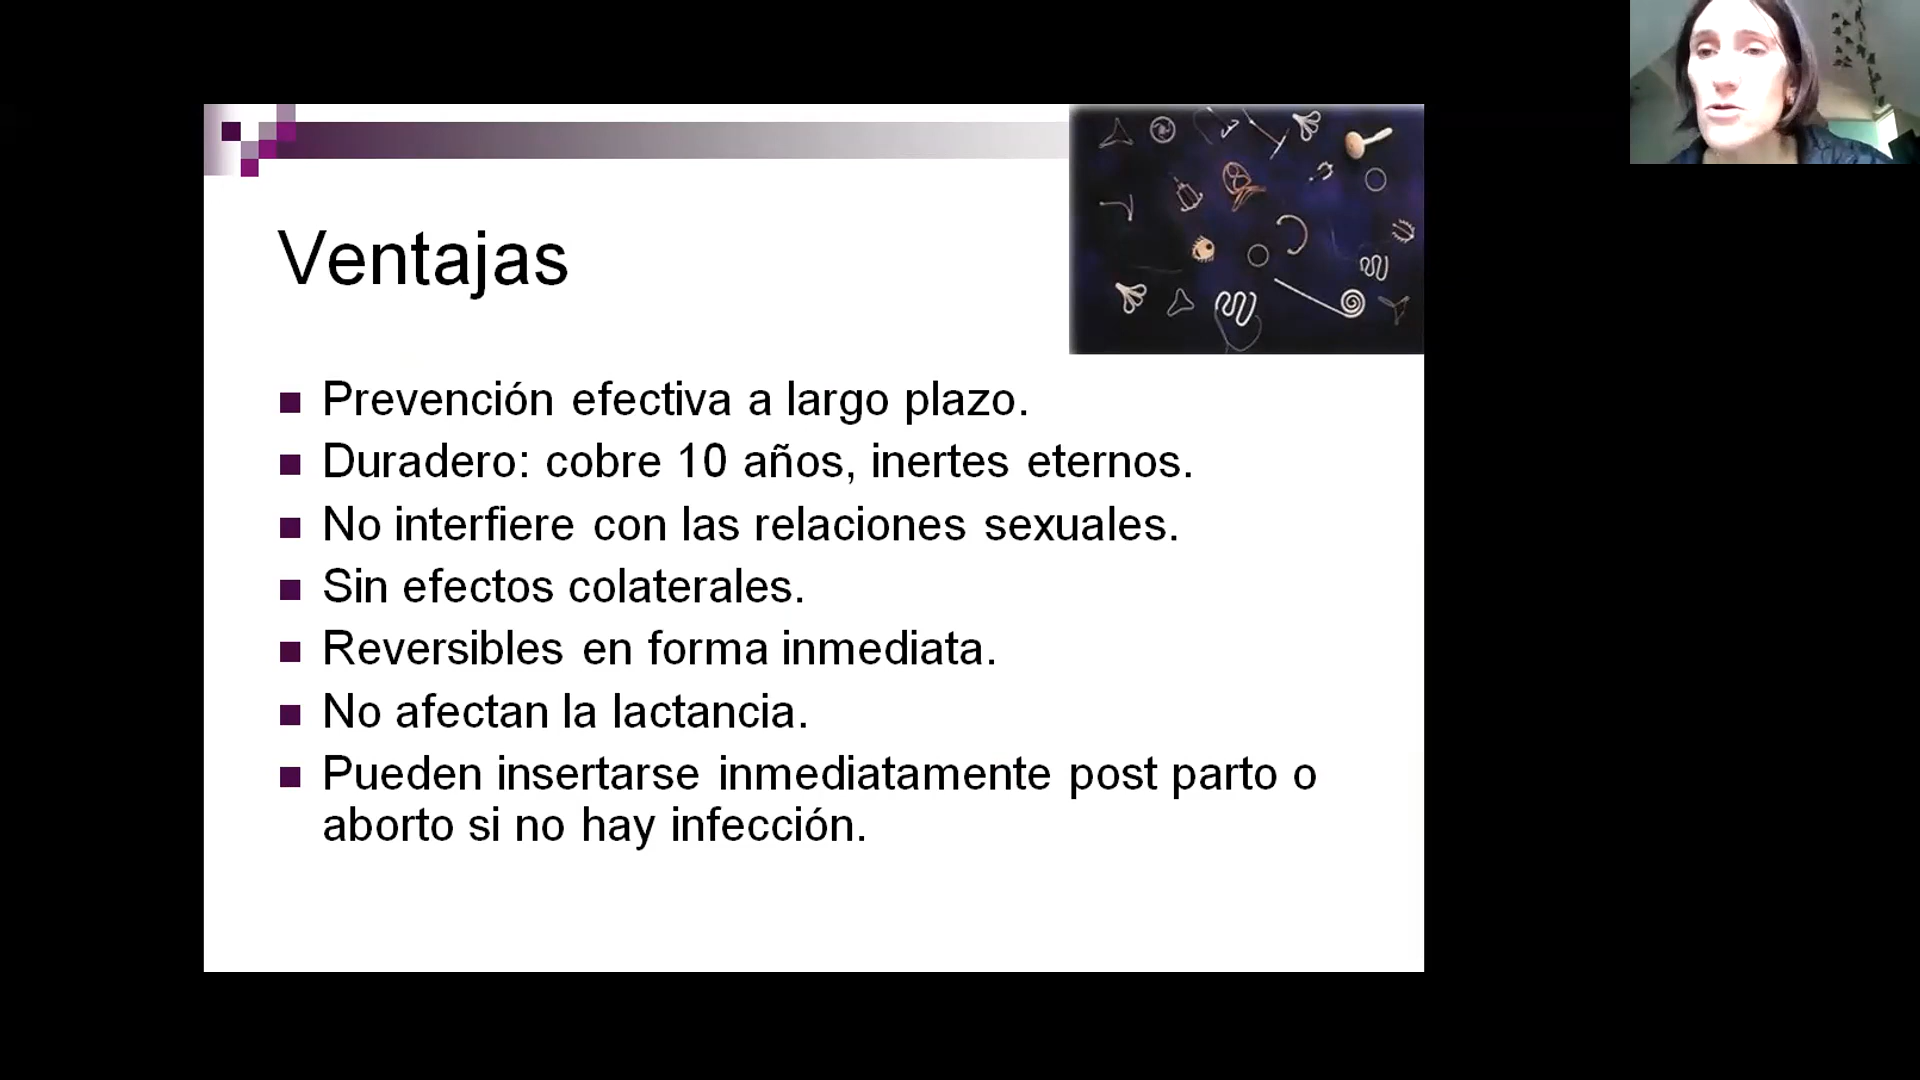 Ventajas
Prevención efectiva a largo plazo.
Duradero: cobre 10 años, inertes eternos.
No interfiere con las relaciones sexuales.
Sin efectos colaterales.
Reversibles en forma inmediata.
No afectan la lactancia.
Pueden insertarse inmediatamente post parto o
aborto si no hay infección.